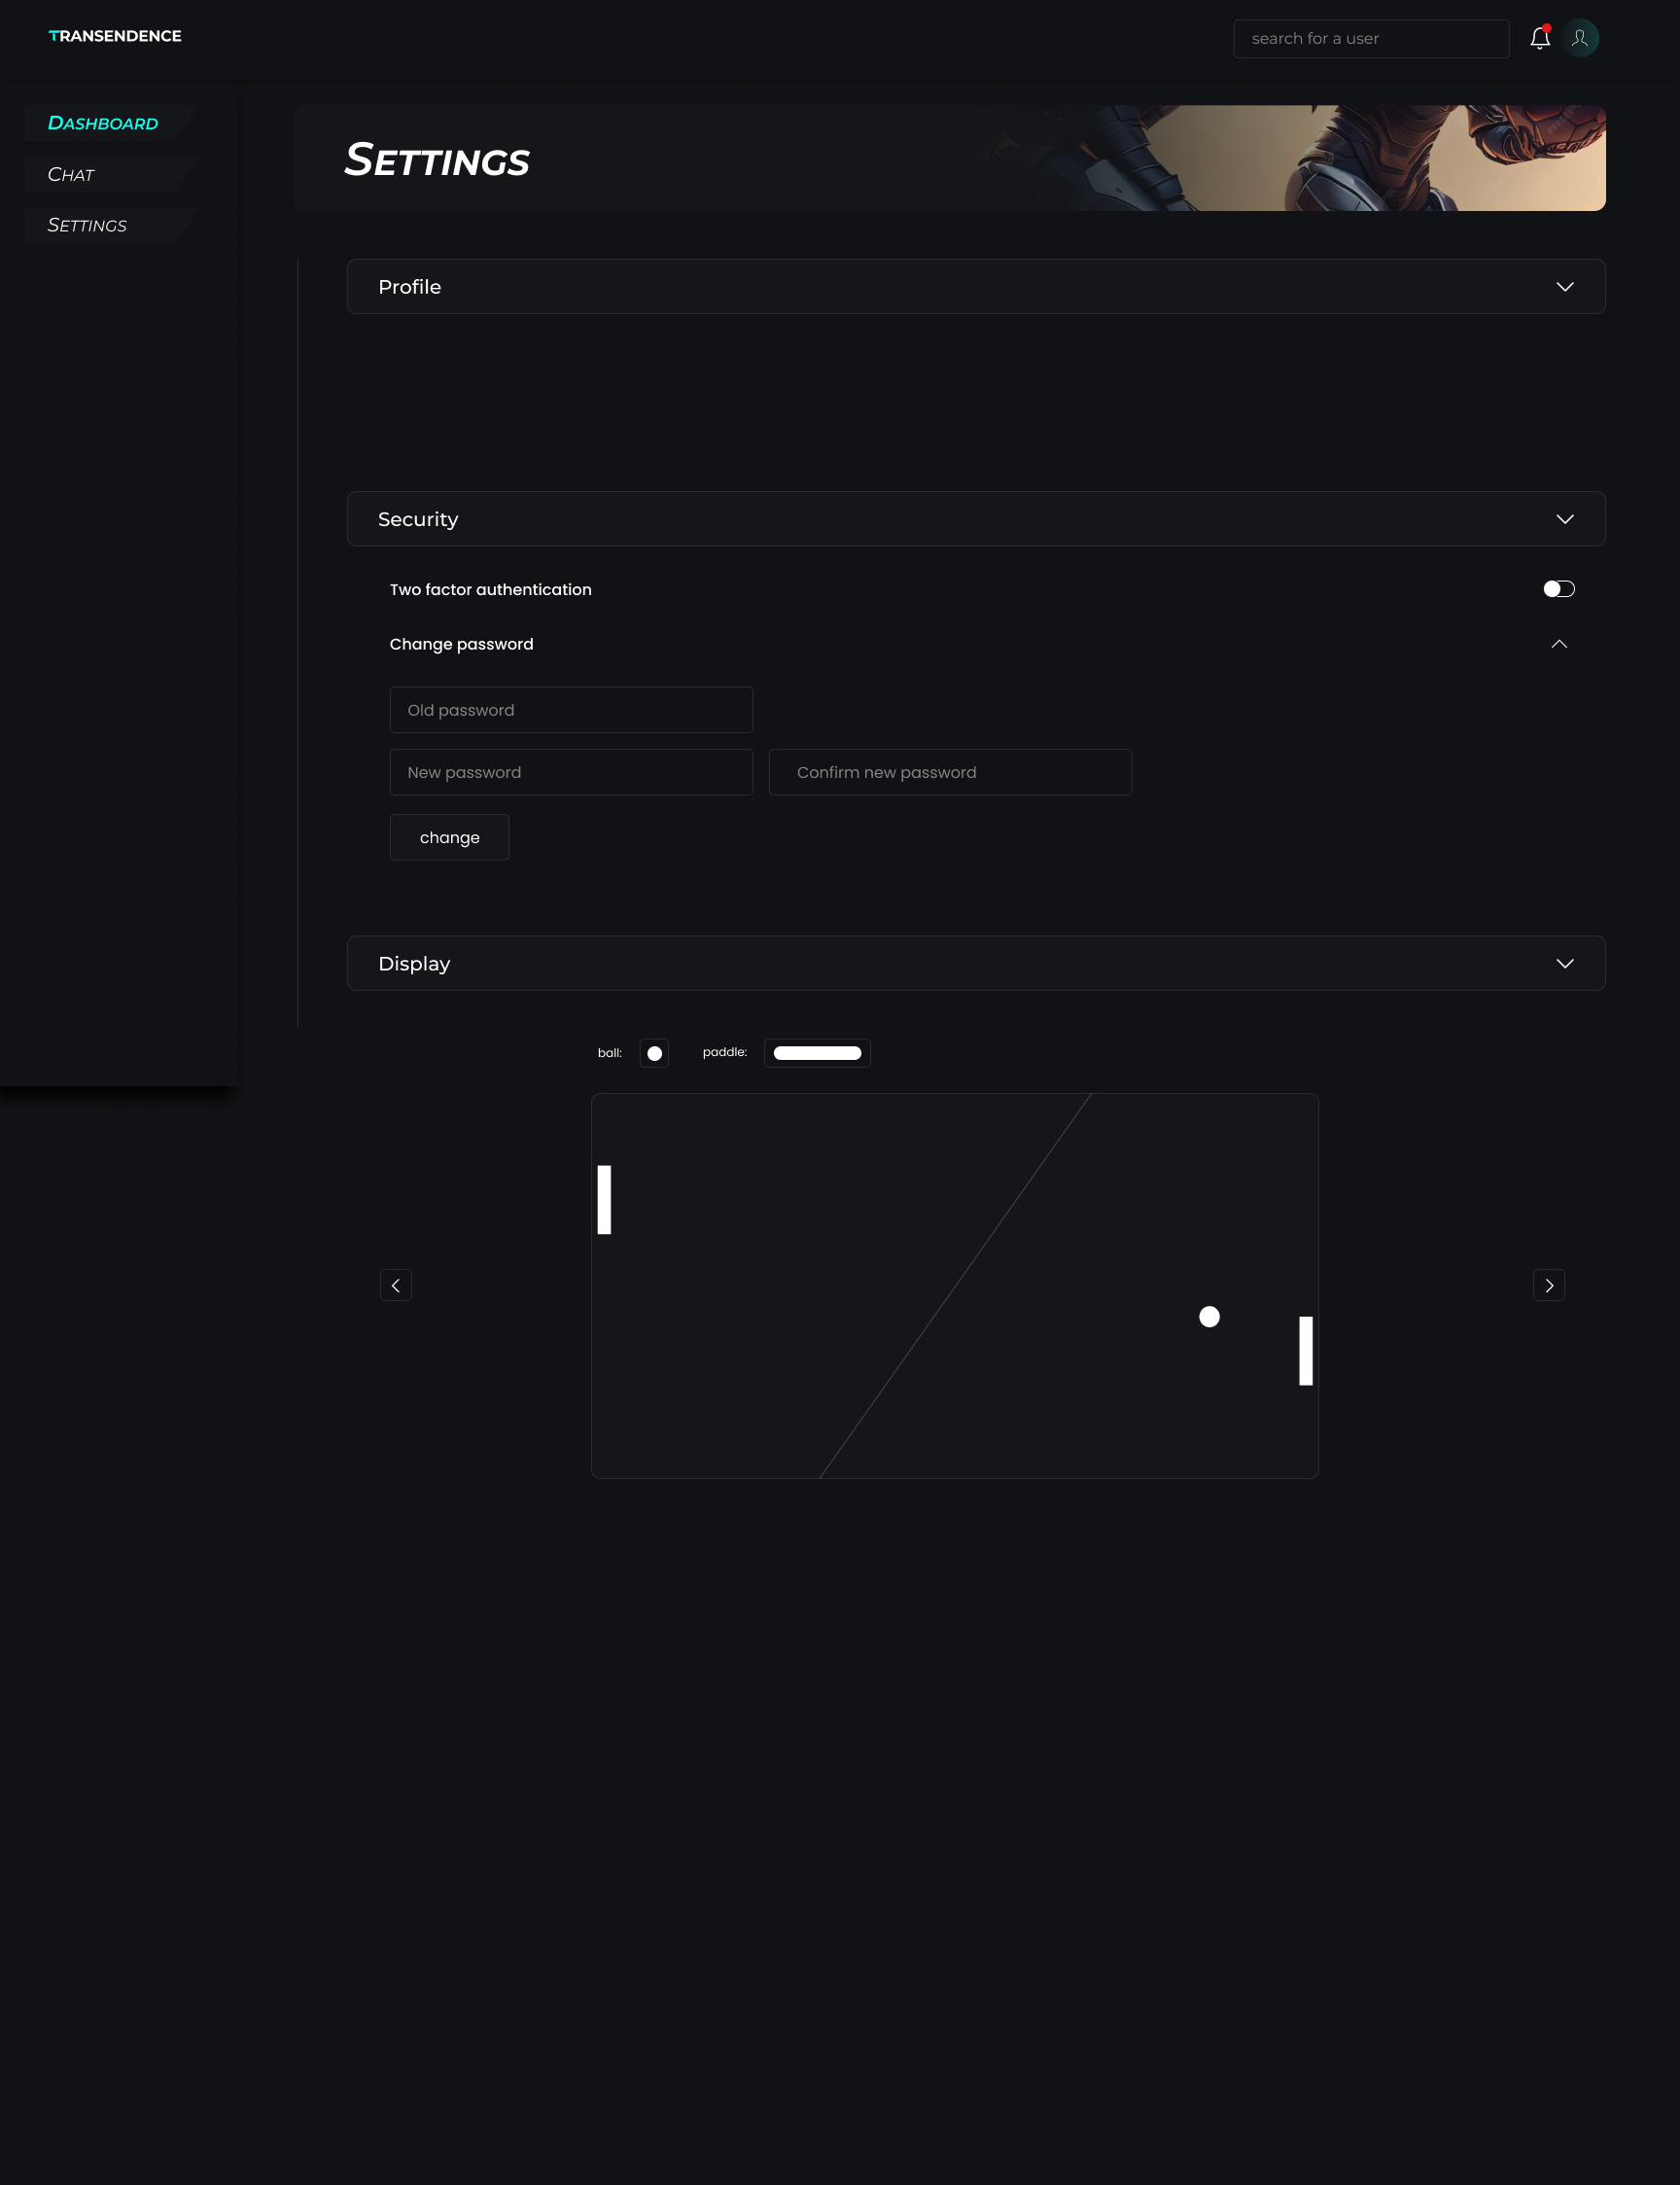 TRANSENDENCE
search for a user
DASHBOARD
CHAT
SETTINGS
SETTINGS
Profile
Security
Two factor authentication
Change password
Old password
New password
Confirm new password
change
Display
ball:
paddle: